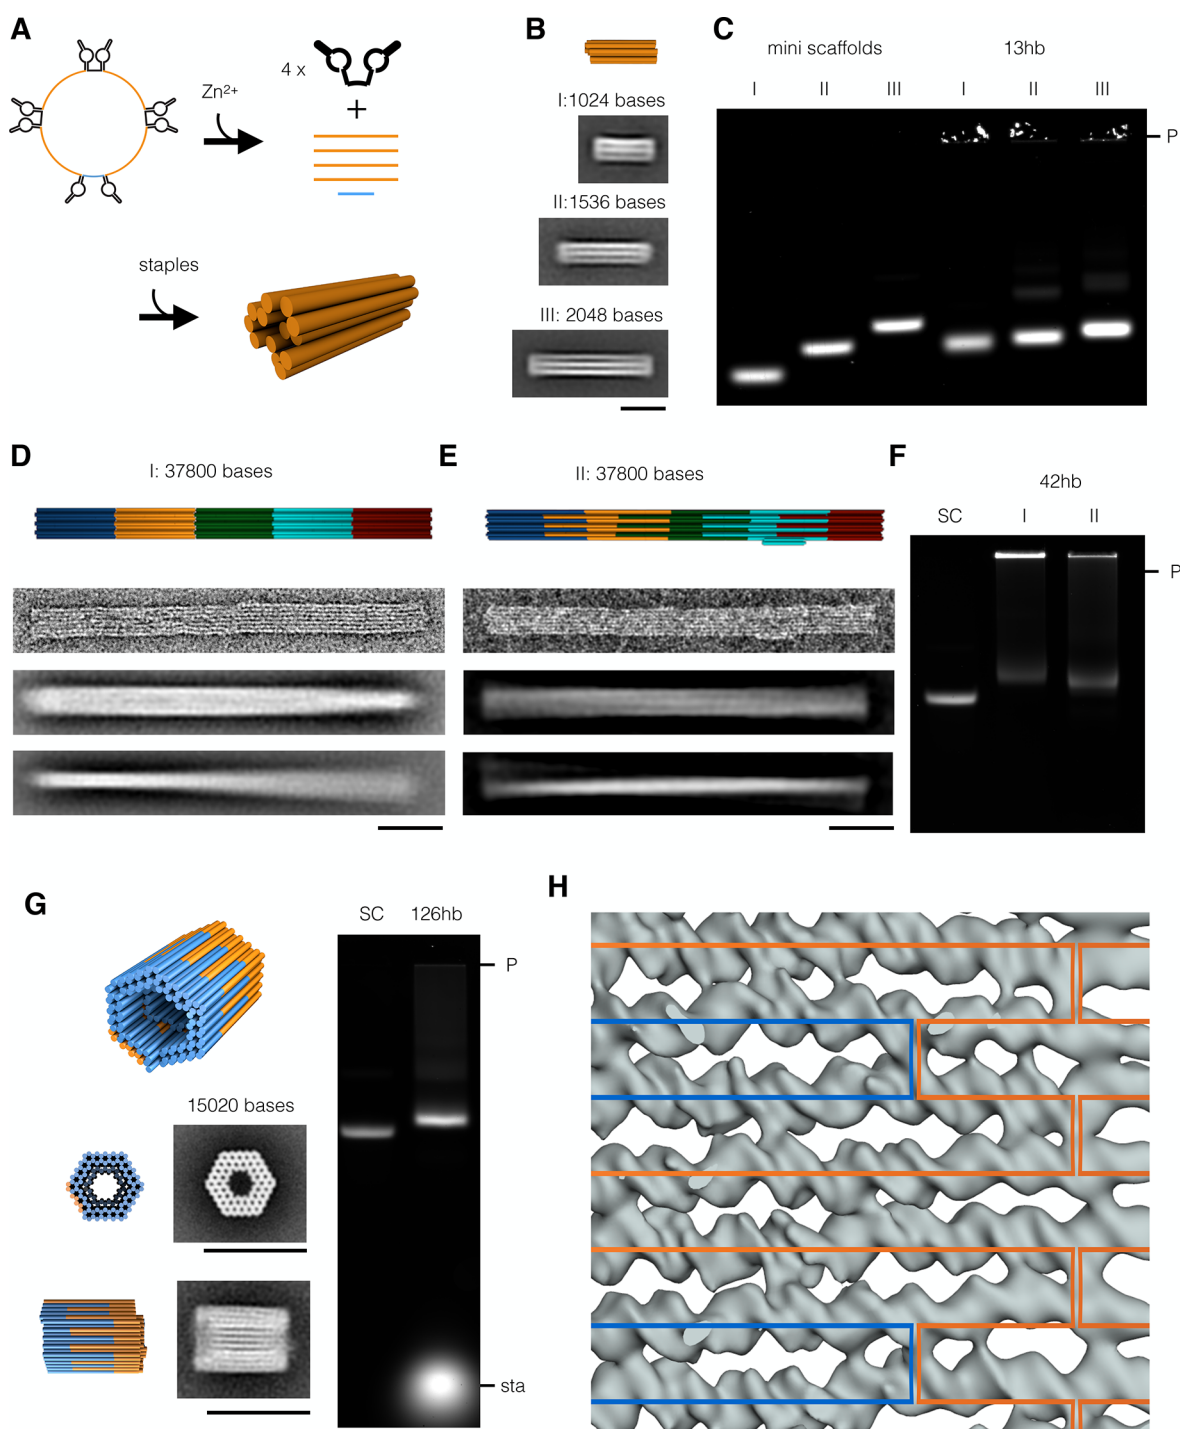 A
Zn²⁺
4 x
+
staples
B
I:1024 bases
II:1536 bases
III: 2048 bases
C
mini scaffolds 13hb
I II III I II III
P
D
I: 37800 bases
E
II: 37800 bases
F
42hb
SC I II
P
G
SC 126hb
P
15020 bases
sta
H